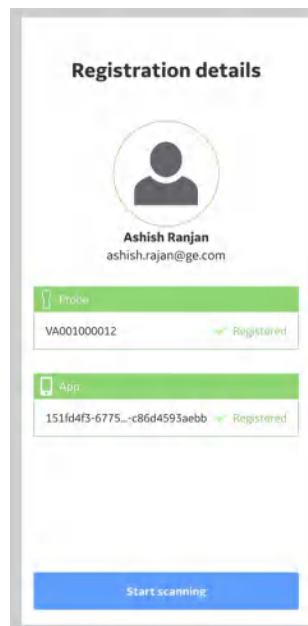 Registration details
Ashish Ranjan
ashish.rajan@ge.com
Probe
VA001000012 Registered
App
151fd4f3-6775...-c86d4593aebb Registered
Start scanning